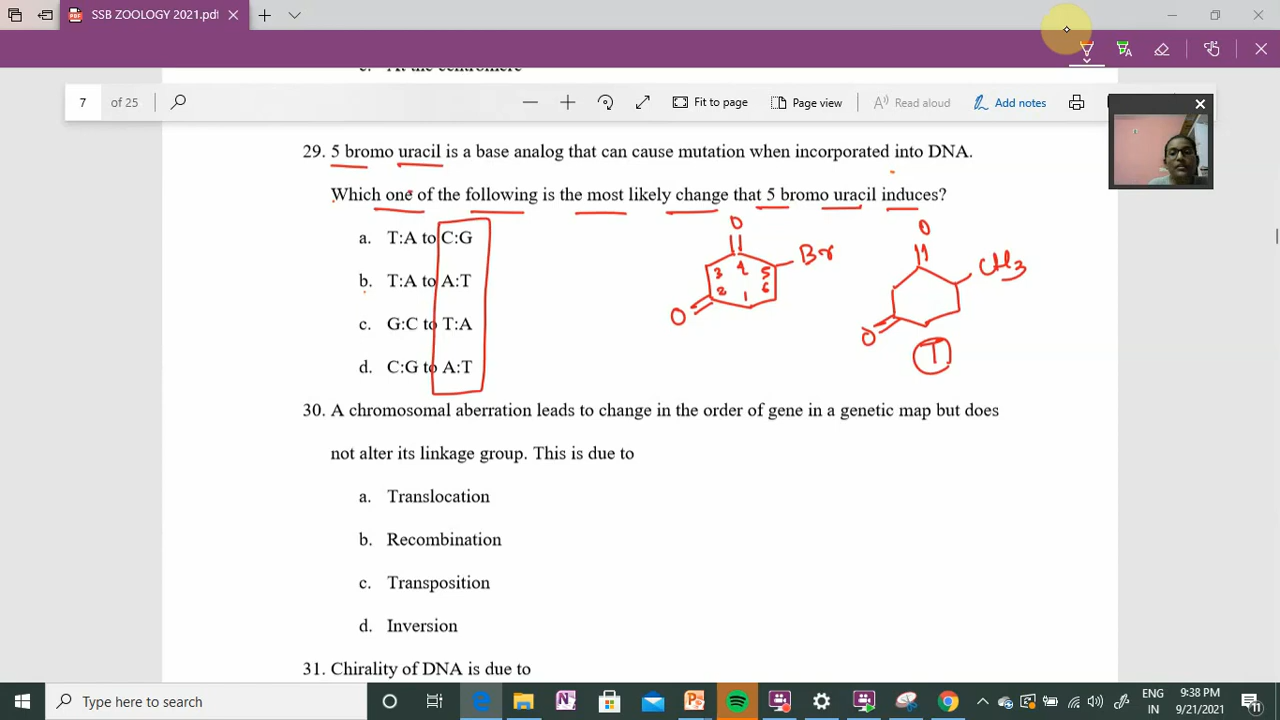 SSB ZOOLOGY 2021.pdf
7 of 25
Fit to page
Page view
Read aloud
Add notes
29. 5 bromo uracil is a base analog that can cause mutation when incorporated into DNA.
Which one of the following is the most likely change that 5 bromo uracil induces?
a. T:A to C:G
b. T:A to A:T
c. G:C to T:A
d. C:G to A:T
O
Br
3 4 5
2 1 6
O
O
CH3
O
T
30. A chromosomal aberration leads to change in the order of gene in a genetic map but does
not alter its linkage group. This is due to
a. Translocation
b. Recombination
c. Transposition
d. Inversion
31. Chirality of DNA is due to
Type here to search
ENG
IN
9:38 PM
9/21/2021